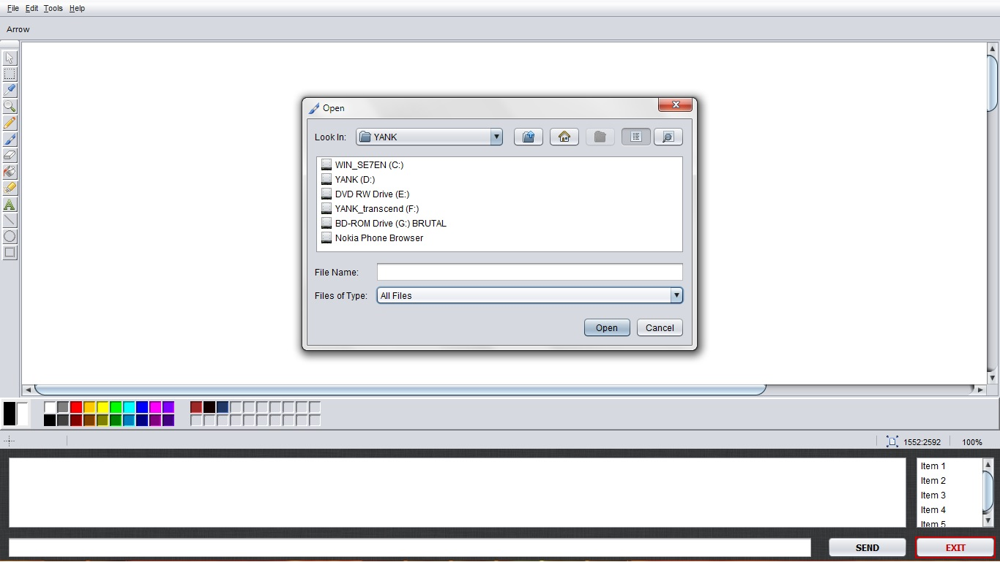 File Edit Tools Help
Arrow
Open
Look In: YANK
WIN_SE7EN (C:)
YANK (D:)
DVD RW Drive (E:)
YANK_transcend (F:)
BD-ROM Drive (G:) BRUTAL
Nokia Phone Browser
File Name:
Files of Type: All Files
Open Cancel
1552:2592 100%
Item 1
Item 2
Item 3
Item 4
Item 5
SEND EXIT